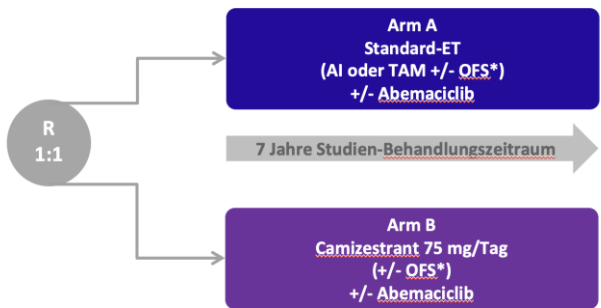 Arm A
Standard-ET
(AI oder TAM +/- OFS*)
+/- Abemaciclib
R
1:1
7 Jahre Studien-Behandlungszeitraum
Arm B
Camizestrant 75 mg/Tag
(+/- OFS*)
+/- Abemaciclib